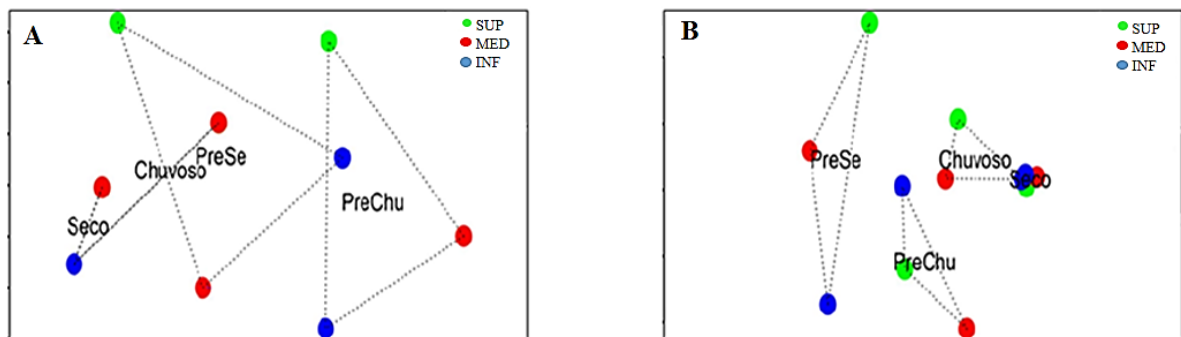 A
SUP
MED
INF
Chuvoso
PreSe
Seco
PreChu
B
SUP
MED
INF
PreSe
Chuvoso
Seco
PreChu